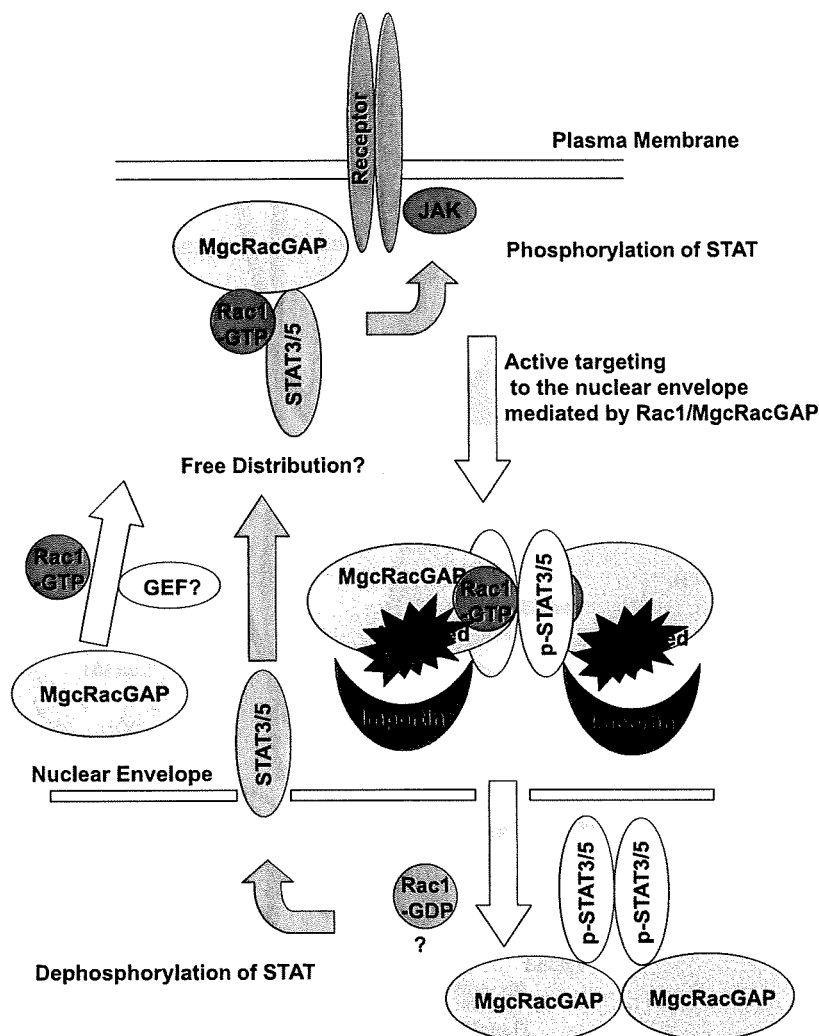 Receptor
Plasma Membrane
JAK
MgcRacGAP
Phosphorylation of STAT
Rac1
-GTP
STAT3/5
Active targeting
to the nuclear envelope
mediated by Rac1/MgcRacGAP
Free Distribution?
Rac1
-GTP
GEF?
MgcRacGAP
MgcRacGAP
Rac1
-GTP
p-STAT3/5
Importin
STAT3/5
Nuclear Envelope
Rac1
-GDP
?
p-STAT3/5
p-STAT3/5
Dephosphorylation of STAT
MgcRacGAP
MgcRacGAP